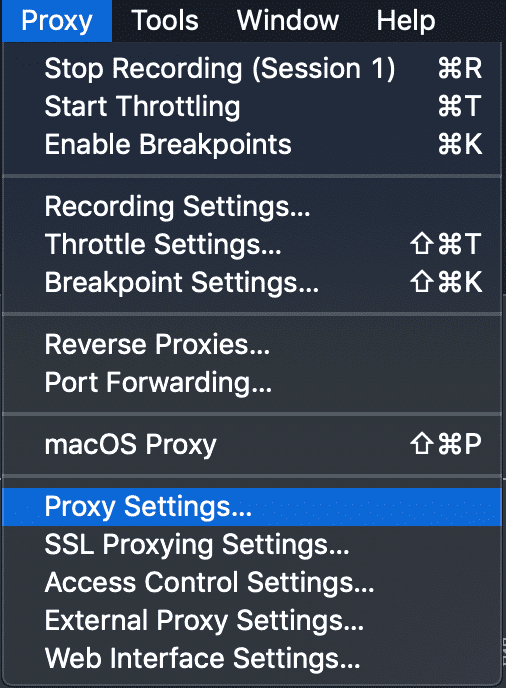 Proxy Tools Window Help
Stop Recording (Session 1) ⌘R
Start Throttling ⌘T
Enable Breakpoints ⌘K
Recording Settings...
Throttle Settings... ⇧⌘T
Breakpoint Settings... ⇧⌘K
Reverse Proxies...
Port Forwarding...
macOS Proxy ⇧⌘P
Proxy Settings...
SSL Proxying Settings...
Access Control Settings...
External Proxy Settings...
Web Interface Settings...